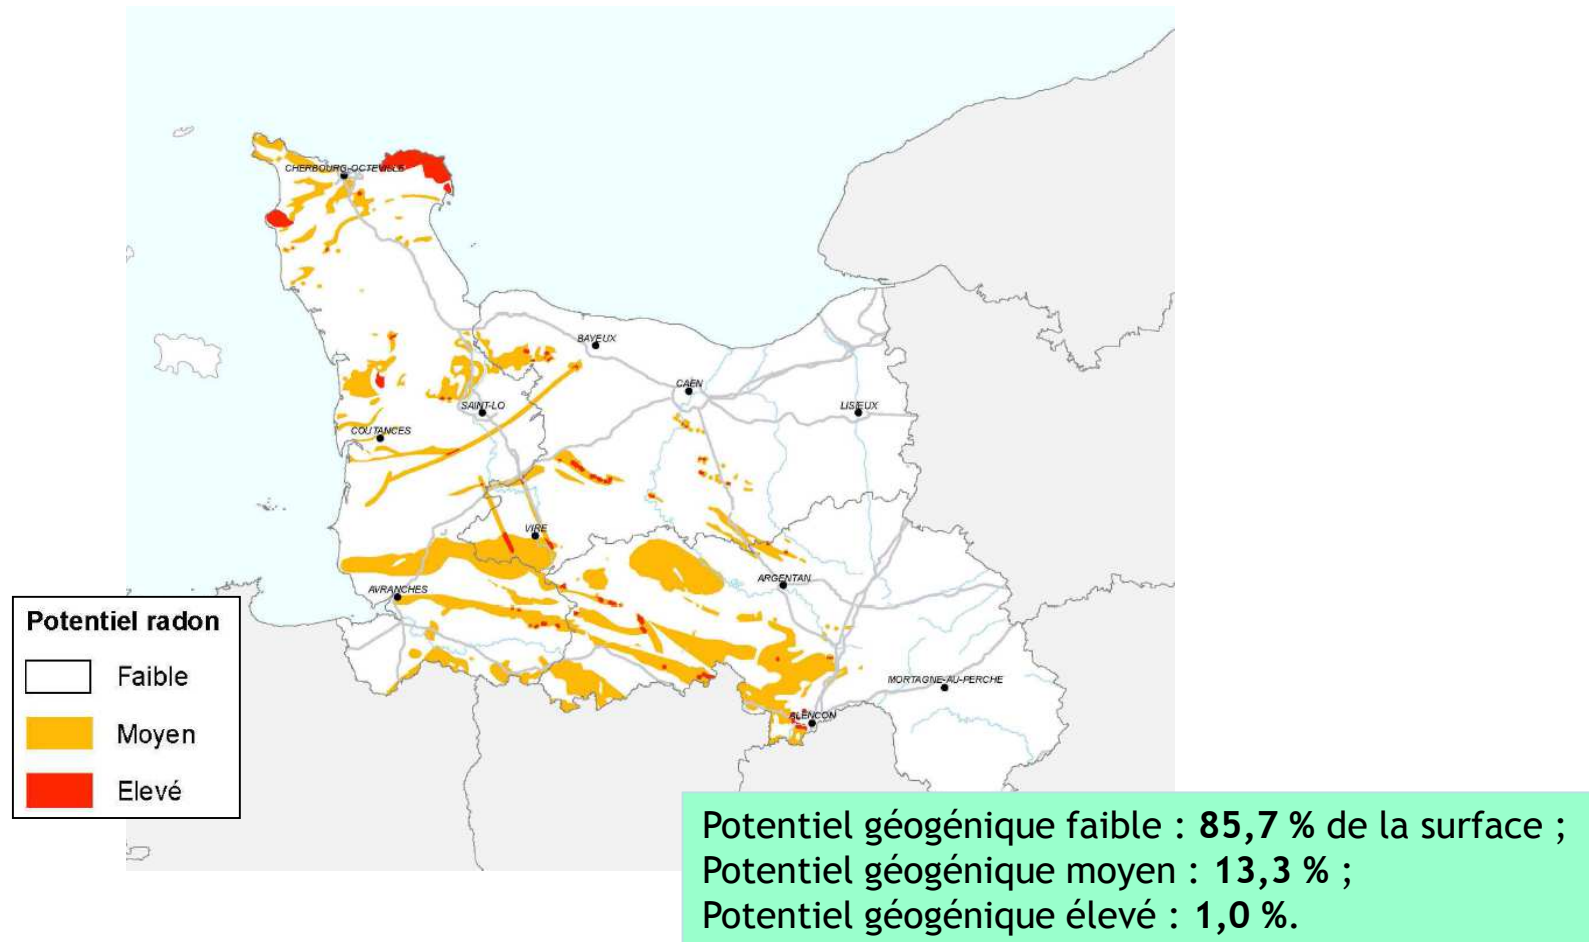 CHERBOURG-OCTEVILLE
BAYEUX
CAEN
SAINT-LO
LISIEUX
COUTANCES
VIRE
ARGENTAN
AVRANCHES
MORTAGNE-AU-PERCHE
ALENCON
Potentiel radon
Faible
Moyen
Elevé
Potentiel géogénique faible : 85,7 % de la surface ;
Potentiel géogénique moyen : 13,3 % ;
Potentiel géogénique élevé : 1,0 %.